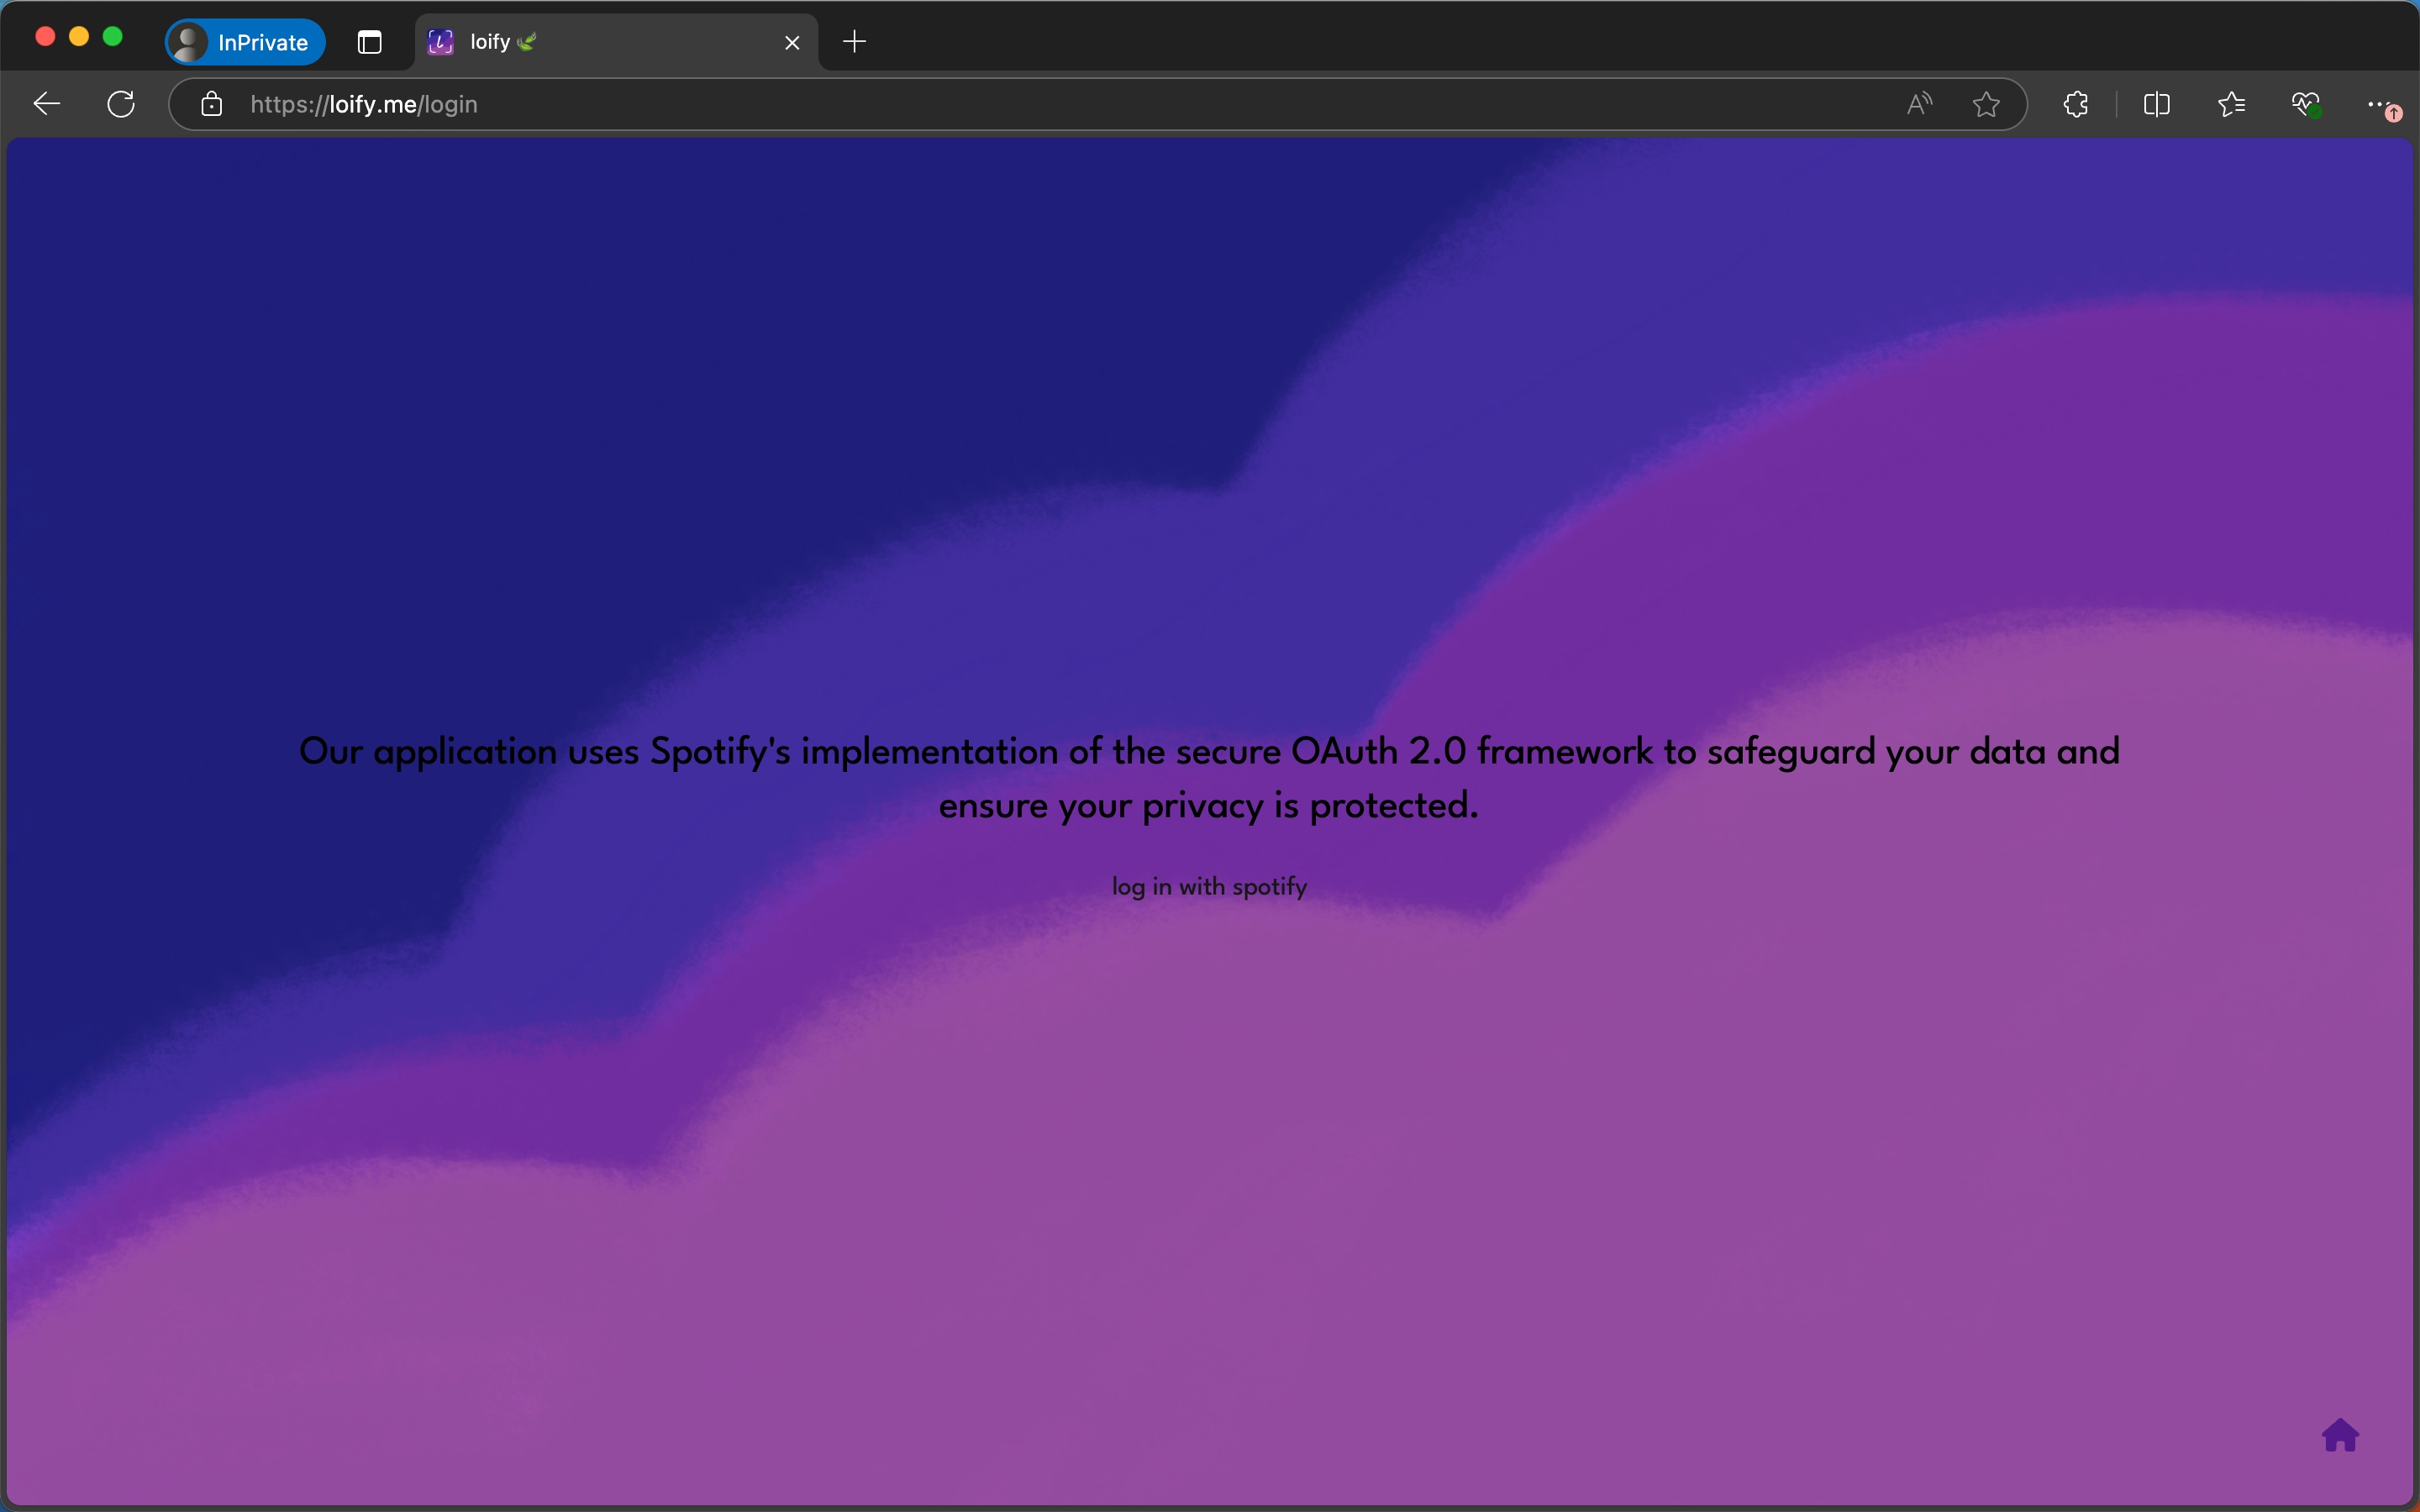 InPrivate
loify
https://loify.me/login
Our application uses Spotify's implementation of the secure OAuth 2.0 framework to safeguard your data and
ensure your privacy is protected.
log in with spotify